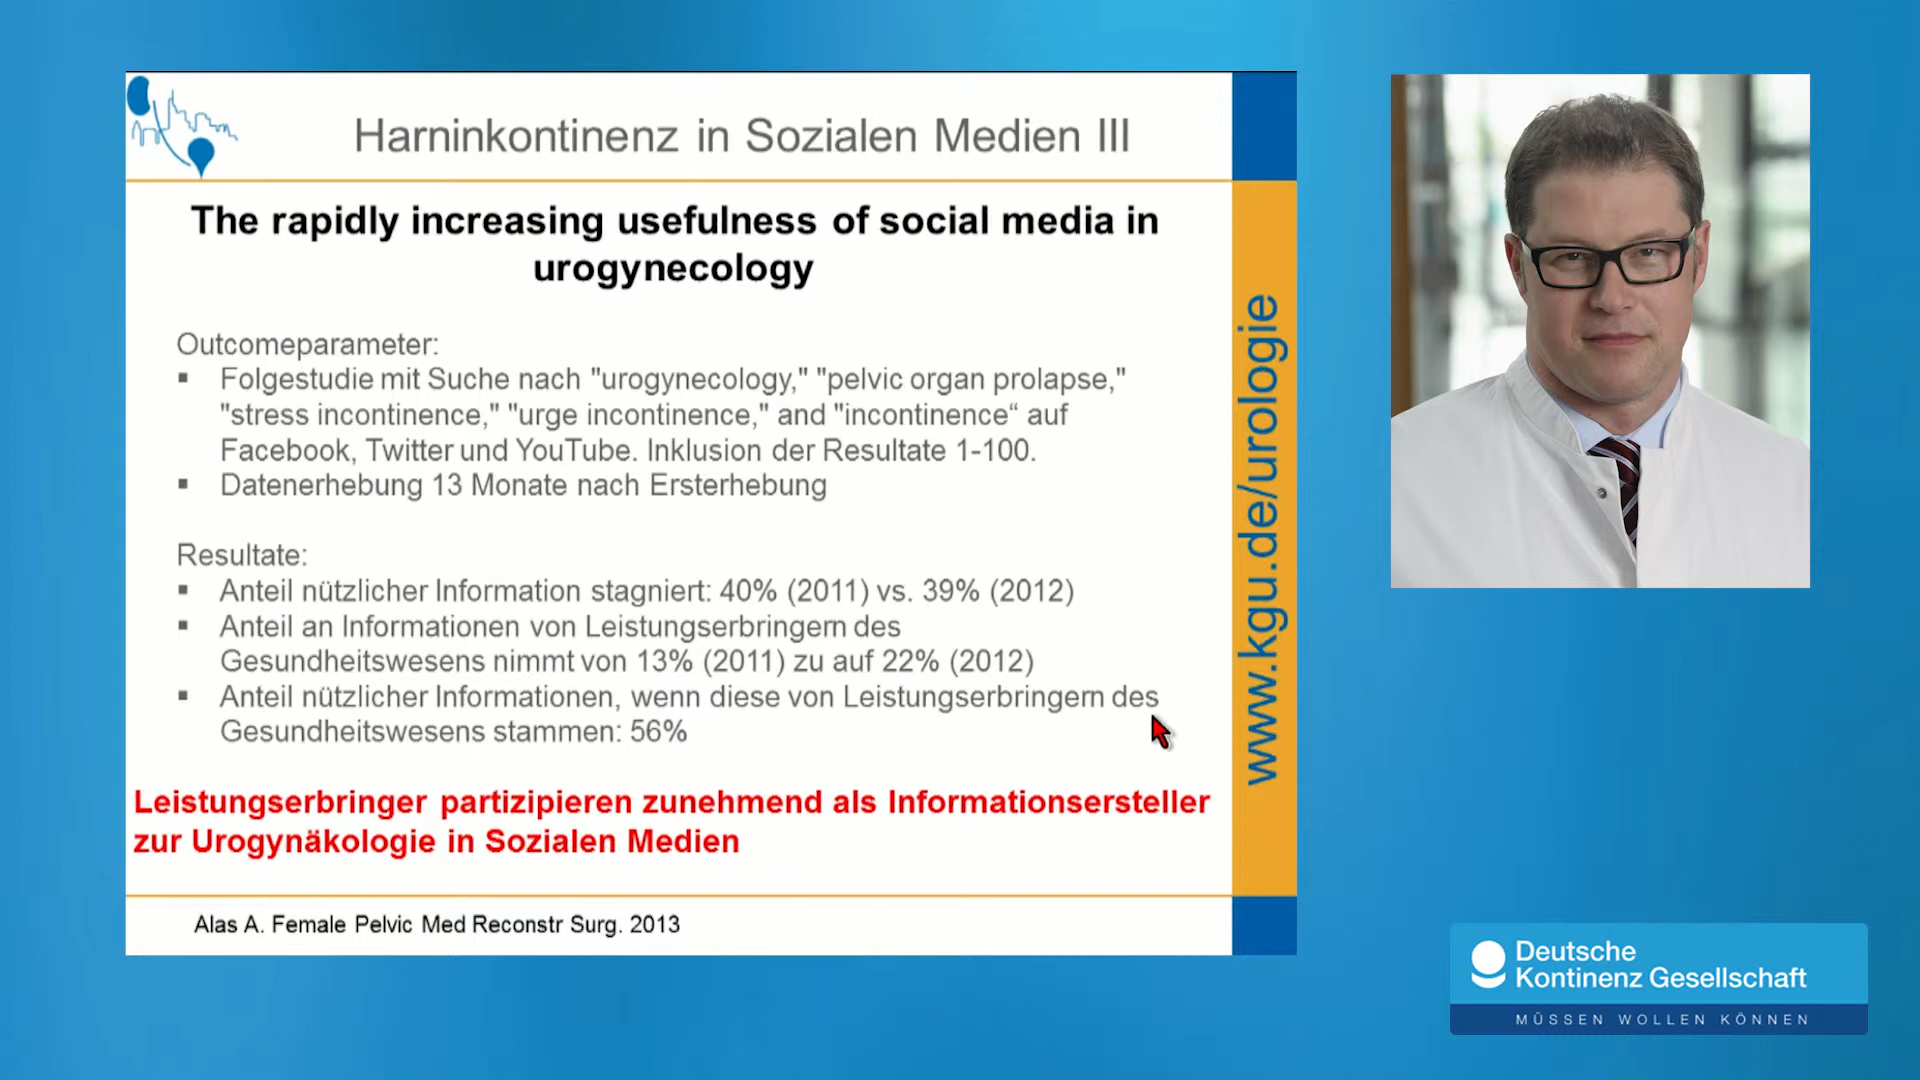 Harninkontinenz in Sozialen Medien III
The rapidly increasing usefulness of social media in
urogynecology
Outcomeparameter:
▪ Folgestudie mit Suche nach "urogynecology," "pelvic organ prolapse,"
"stress incontinence," "urge incontinence," and "incontinence“ auf
Facebook, Twitter und YouTube. Inklusion der Resultate 1-100.
▪ Datenerhebung 13 Monate nach Ersterhebung
Resultate:
▪ Anteil nützlicher Information stagniert: 40% (2011) vs. 39% (2012)
▪ Anteil an Informationen von Leistungserbringern des
Gesundheitswesens nimmt von 13% (2011) zu auf 22% (2012)
▪ Anteil nützlicher Informationen, wenn diese von Leistungserbringern des
Gesundheitswesens stammen: 56%
Leistungserbringer partizipieren zunehmend als Informationsersteller
zur Urogynäkologie in Sozialen Medien
Alas A. Female Pelvic Med Reconstr Surg. 2013
www.kgu.de/urologie
Deutsche
Kontinenz Gesellschaft
MÜSSEN WOLLEN KÖNNEN